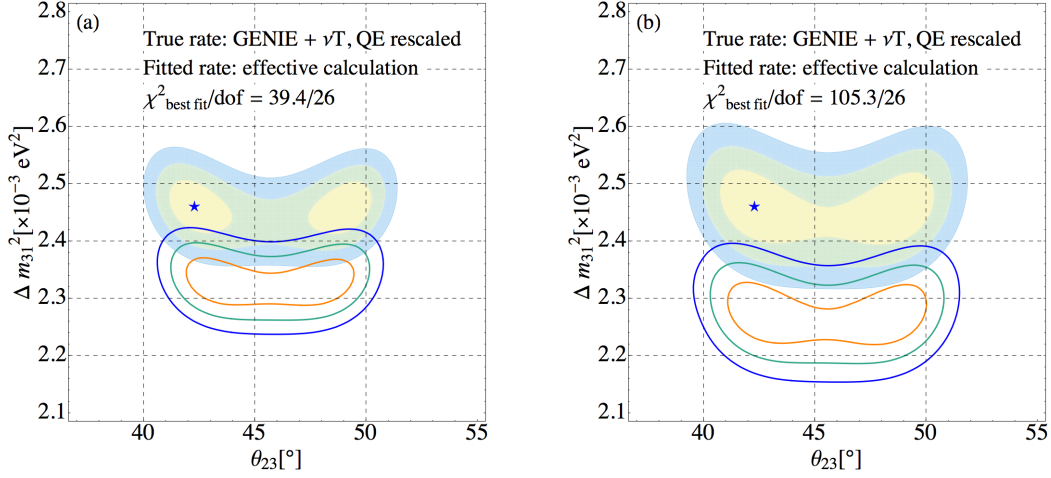 (a)
True rate: GENIE + νT, QE rescaled
Fitted rate: effective calculation
χ²best fit/dof = 39.4/26
2.8
2.7
2.6
2.5
2.4
2.3
2.2
2.1
Δ m₃₁² [×10⁻³ eV²]
40 45 50 55
θ₂₃[°]
(b)
True rate: GENIE + νT, QE rescaled
Fitted rate: effective calculation
χ²best fit/dof = 105.3/26
2.8
2.7
2.6
2.5
2.4
2.3
2.2
2.1
Δ m₃₁² [×10⁻³ eV²]
40 45 50 55
θ₂₃[°]